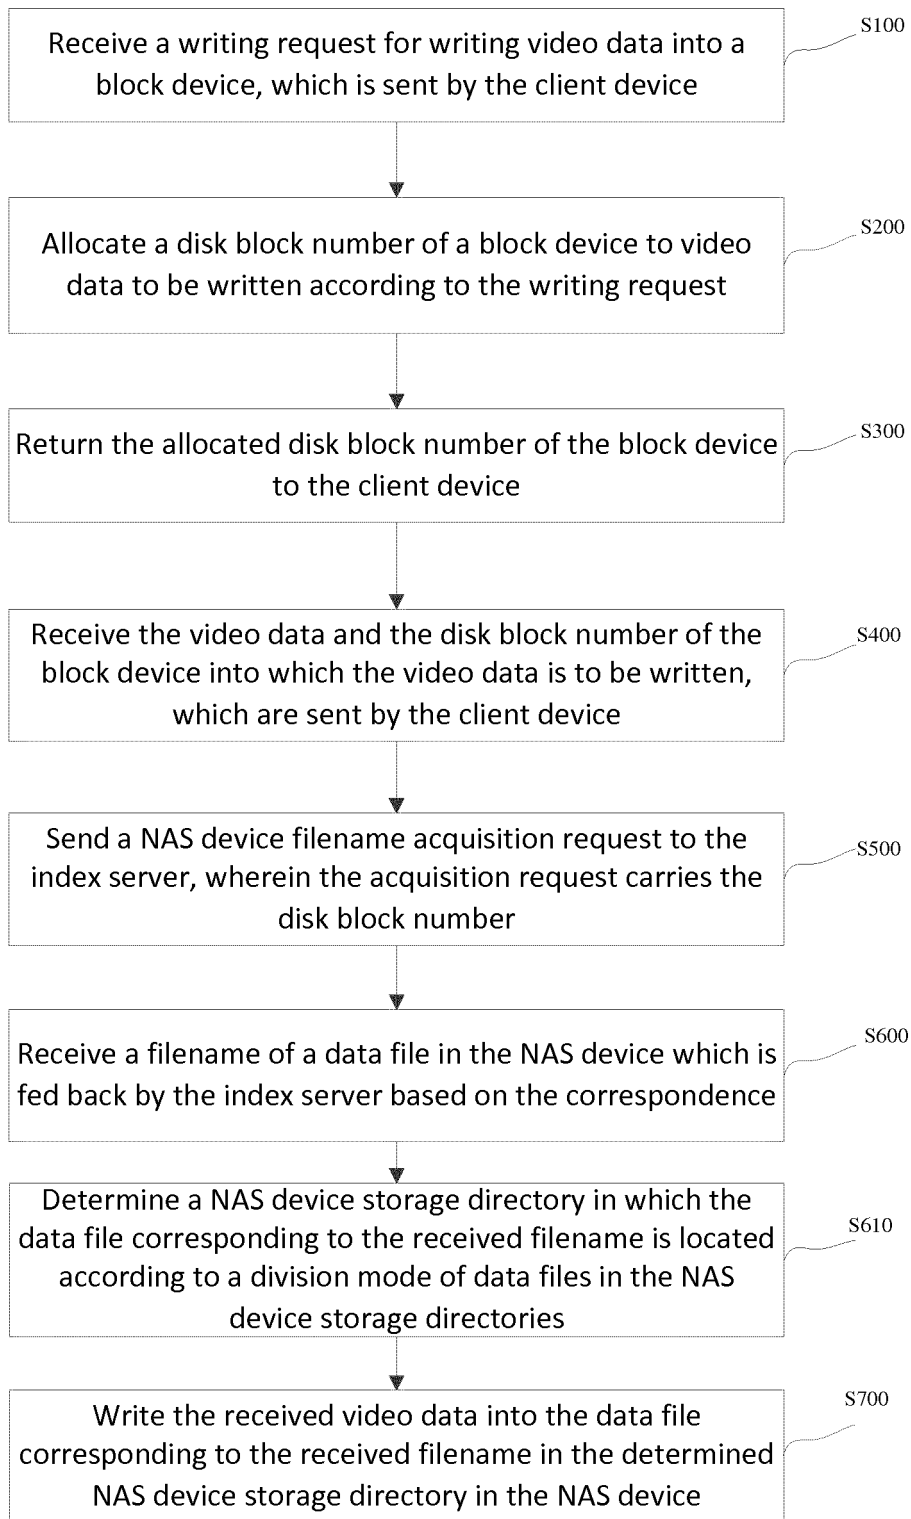 Receive a writing request for writing video data into a
block device, which is sent by the client device
S100
Allocate a disk block number of a block device to video
data to be written according to the writing request
S200
Return the allocated disk block number of the block device
to the client device
S300
Receive the video data and the disk block number of the
block device into which the video data is to be written,
which are sent by the client device
S400
Send a NAS device filename acquisition request to the
index server, wherein the acquisition request carries the
disk block number
S500
Receive a filename of a data file in the NAS device which is
fed back by the index server based on the correspondence
S600
Determine a NAS device storage directory in which the
data file corresponding to the received filename is located
according to a division mode of data files in the NAS
device storage directories
S610
Write the received video data into the data file
corresponding to the received filename in the determined
NAS device storage directory in the NAS device
S700